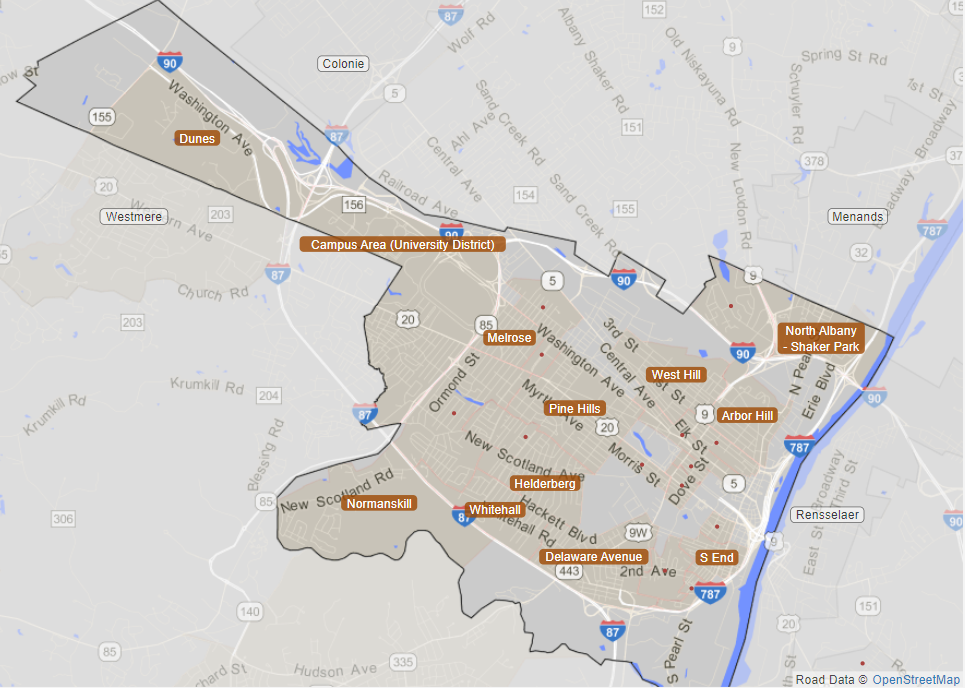 87
152
9
15
Wolf Rd
Albany Shaker Rd
Old Niskayuna Rd
Spring St Rd
90
Colonie
5
Schuyler Rd
1st St
155
Washington Ave
Dunes
87
Ahl Ave
Sand Creek Rd
151
Broadway
37
378
20
Central Ave
New Loudon Rd
Broadway
Railroad Ave
154
Sand Creek Rd
156
155
Westmere
Western Ave
203
Menands
787
90
Campus Area (University District)
32
87
5
90
9
Church Rd
20
85
203
Melrose
3rd St
Washington Ave
Central Ave
North Albany
- Shaker Park
90
N Pearl St
Erie Blvd
West Hill
Krumkill Rd
204
Ormond St
Myrtle Ave
Pine Hills
90
Krumkill Rd
87
9
Arbor Hill
20
Elk St
787
Blessing Rd
New Scotland Ave
Morris St
Dove St
Helderberg
5
Broadway
Third St
New Scotland Rd
85
Normanskill
Whitehall
87
Hackett Blvd
Whitehall Rd
Rensselaer
306
90
9W
9
East St
Delaware Avenue
S End
443
2nd Ave
787
140
151
87
S Pearl St
20
85
335
Hudson Ave
Road Data © OpenStreetMap